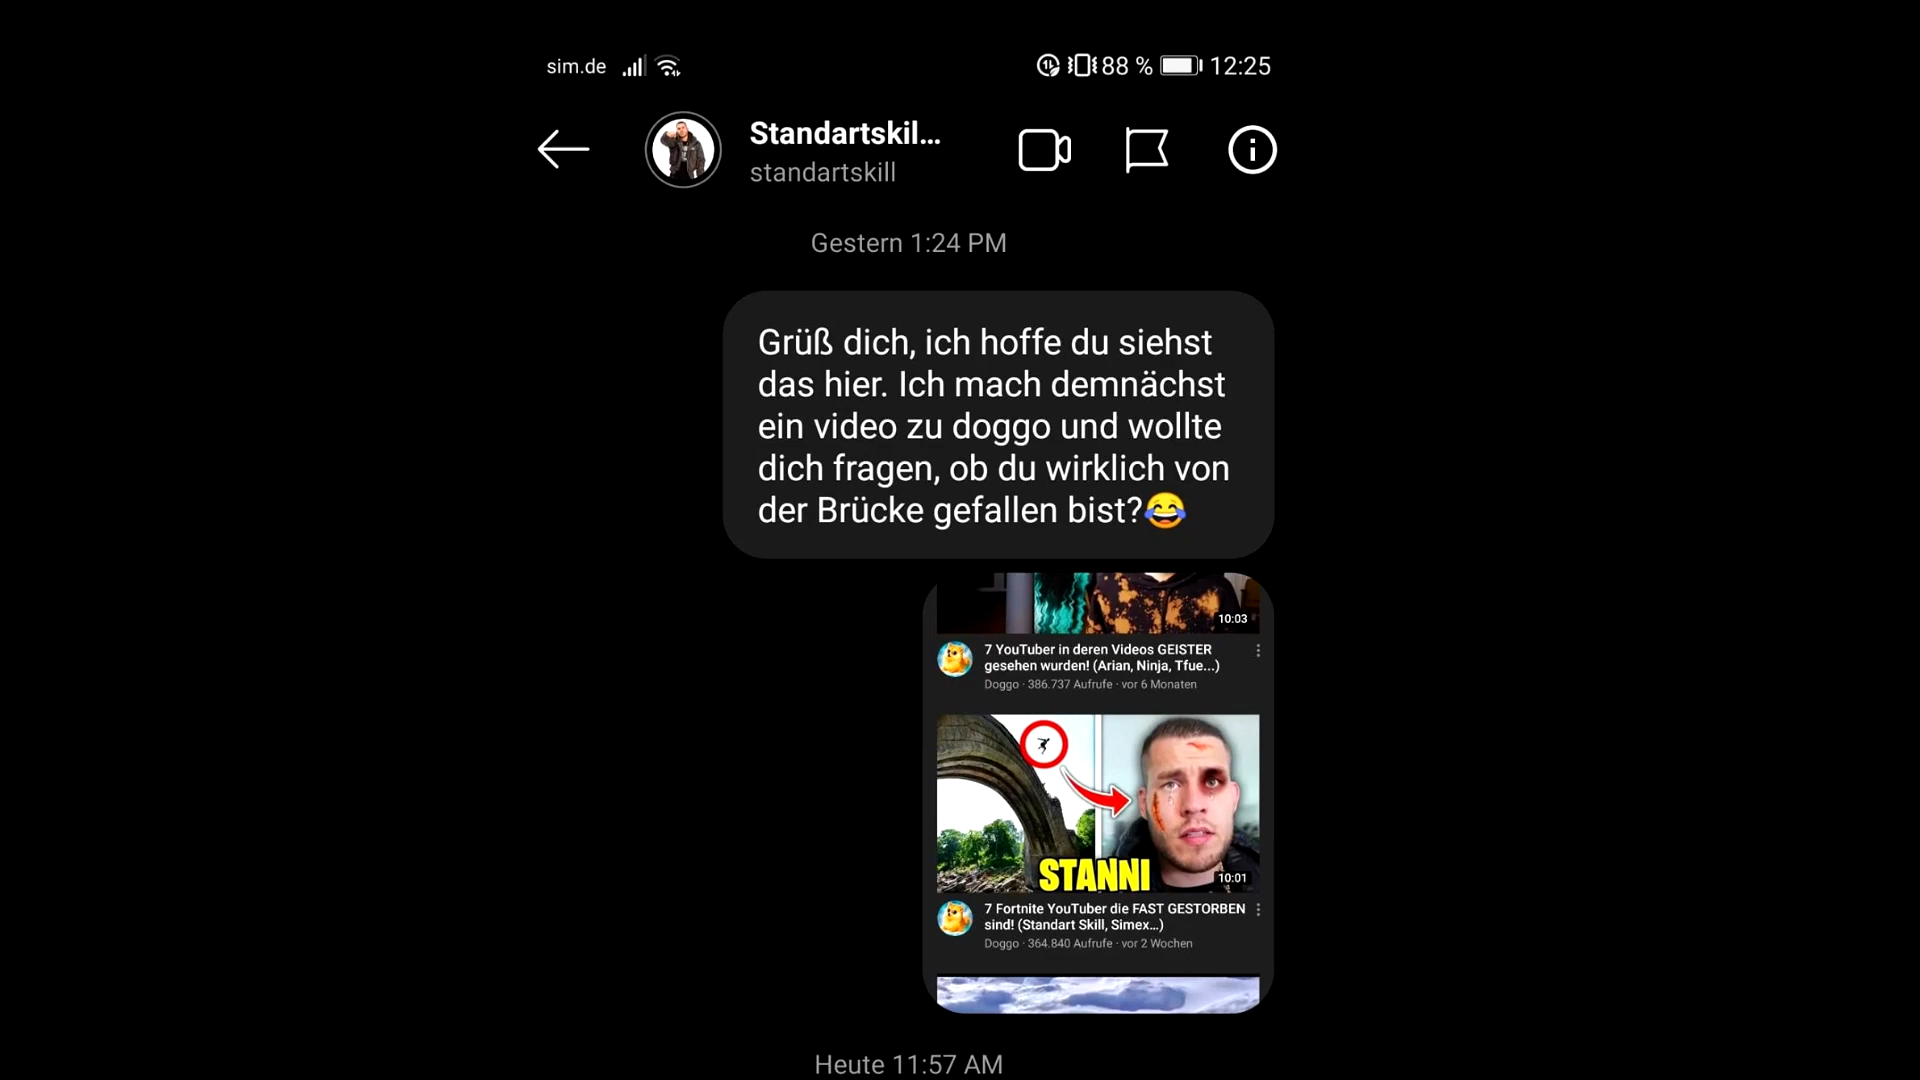 sim.de
88 % 12:25
Standartskil...
standartskill
Gestern 1:24 PM
Grüß dich, ich hoffe du siehst
das hier. Ich mach demnächst
ein video zu doggo und wollte
dich fragen, ob du wirklich von
der Brücke gefallen bist?😂
10:03
7 YouTuber in deren Videos GEISTER
gesehen wurden! (Arian, Ninja, Tfue...)
Doggo · 386.737 Aufrufe · vor 6 Monaten
STANNI
10:01
7 Fortnite YouTuber die FAST GESTORBEN
sind! (Standart Skill, Simex...)
Doggo · 364.840 Aufrufe · vor 2 Wochen
Heute 11:57 AM